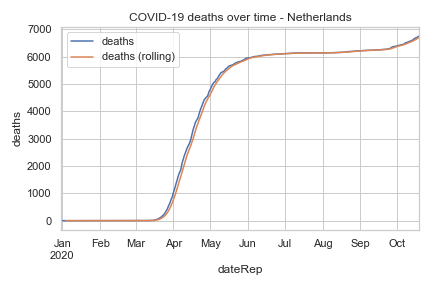 COVID-19 deaths over time - Netherlands
deaths
deaths (rolling)
7000
6000
5000
4000
3000
2000
1000
0
deaths
Jan Feb Mar Apr May Jun Jul Aug Sep Oct
2020
dateRep